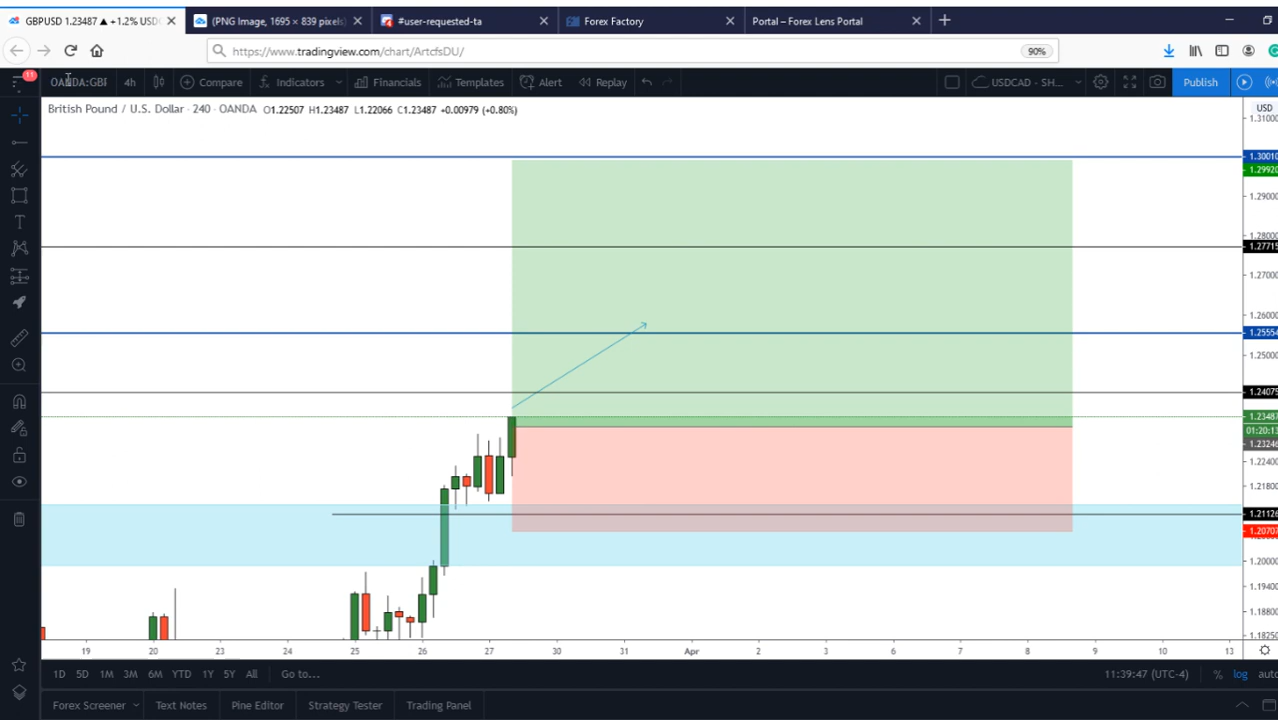 GBPUSD 1.23487 ▲ +1.2% USDC
(PNG Image, 1695 × 839 pixels)
#user-requested-ta
Forex Factory
Portal – Forex Lens Portal
https://www.tradingview.com/chart/ArtcfsDU/
90%
11
OANDA:GBI
4h
Compare
Indicators
Financials
Templates
Alert
Replay
USDCAD - SH...
Publish
British Pound / U.S. Dollar · 240 · OANDA O1.22507 H1.23487 L1.22066 C1.23487 +0.00979 (+0.80%)
USD
1.31000
1.30010
1.29920
1.29000
1.28000
1.27715
1.27000
1.26000
1.25554
1.25000
1.24075
1.23487
01:20:13
1.23246
1.22400
1.21800
1.21126
1.20707
1.20000
1.19400
1.18800
1.18250
19 20 23 24 25 26 27 30 31 Apr 2 3 6 7 8 9 10 13
1D 5D 1M 3M 6M YTD 1Y 5Y All Go to...
11:39:47 (UTC-4) % log auto
Forex Screener Text Notes Pine Editor Strategy Tester Trading Panel